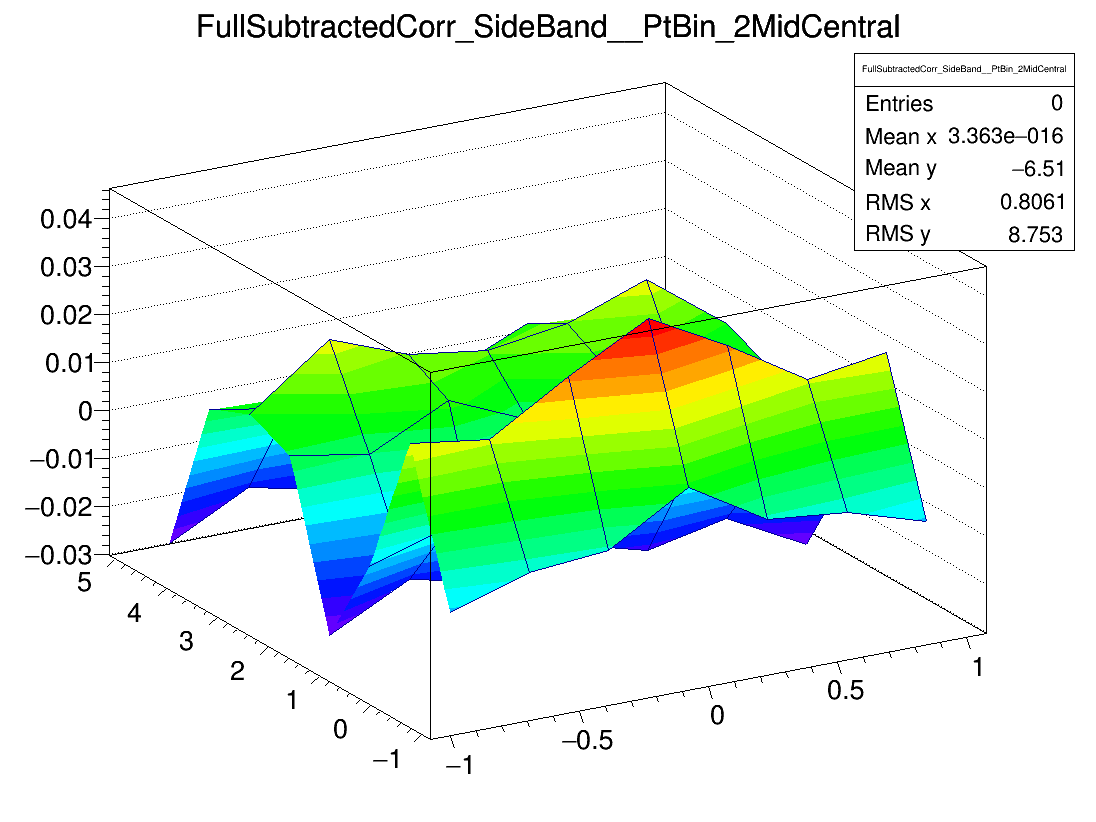 FullSubtractedCorr_SideBand__PtBin_2MidCentral
FullSubtractedCorr_SideBand__PtBin_2MidCentral
Entries 0
Mean x 3.363e−016
Mean y −6.51
RMS x 0.8061
RMS y 8.753
0.04
0.03
0.02
0.01
0
−0.01
−0.02
−0.03
5
4
3
2
1
0
−1
−1
−0.5
0
0.5
1